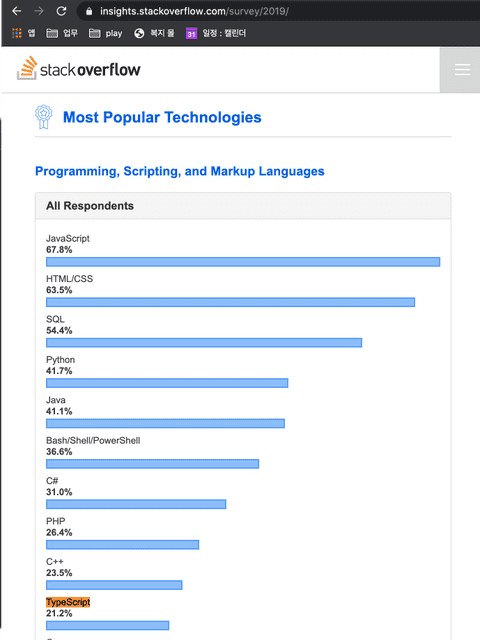 insights.stackoverflow.com/survey/2019/
앱 업무 play 복지 몰 31 일정 : 캘린더
stackoverflow
Most Popular Technologies
Programming, Scripting, and Markup Languages
All Respondents
JavaScript
67.8%
HTML/CSS
63.5%
SQL
54.4%
Python
41.7%
Java
41.1%
Bash/Shell/PowerShell
36.6%
C#
31.0%
PHP
26.4%
C++
23.5%
TypeScript
21.2%